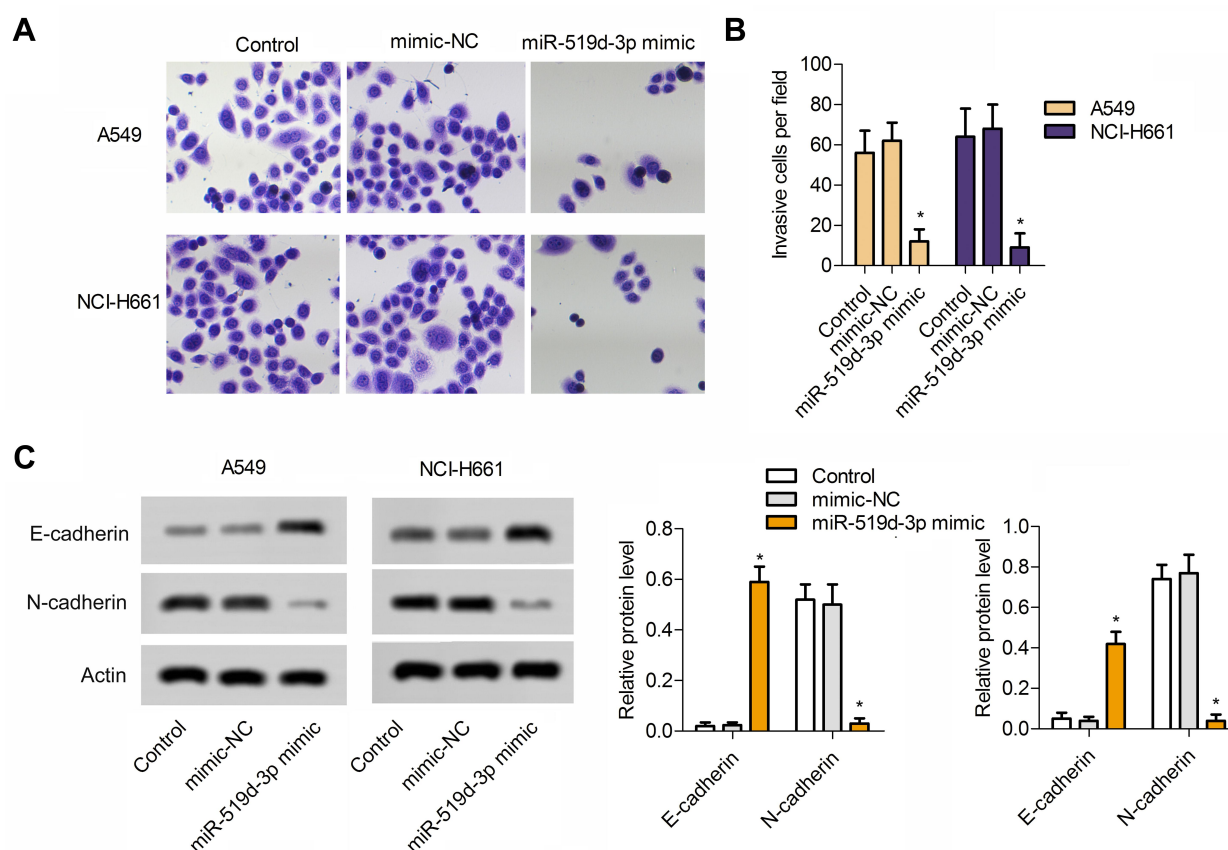 A
Control
mimic-NC
miR-519d-3p mimic
A549
NCI-H661
B
Invasive cells per field
100
80
60
40
20
0
Control
mimic-NC
miR-519d-3p mimic
Control
mimic-NC
miR-519d-3p mimic
A549
NCI-H661
*
*
C
A549
NCI-H661
E-cadherin
N-cadherin
Actin
Control
mimic-NC
miR-519d-3p mimic
Control
mimic-NC
miR-519d-3p mimic
Control
mimic-NC
miR-519d-3p mimic
Relative protein level
0.8
0.6
0.4
0.2
0.0
*
*
E-cadherin
N-cadherin
Relative protein level
1.0
0.8
0.6
0.4
0.2
0.0
*
*
E-cadherin
N-cadherin